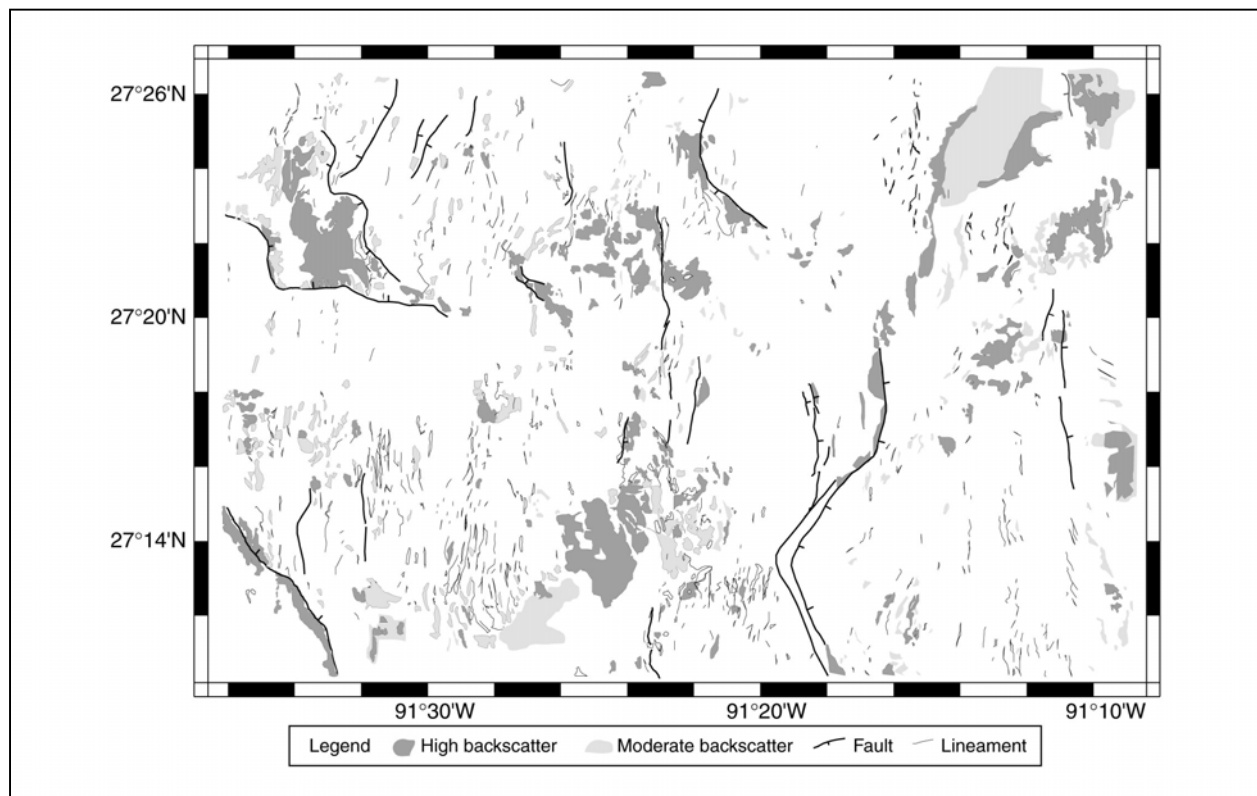 27°26'N
27°20'N
27°14'N
91°30'W 91°20'W 91°10'W
Legend High backscatter Moderate backscatter Fault Lineament